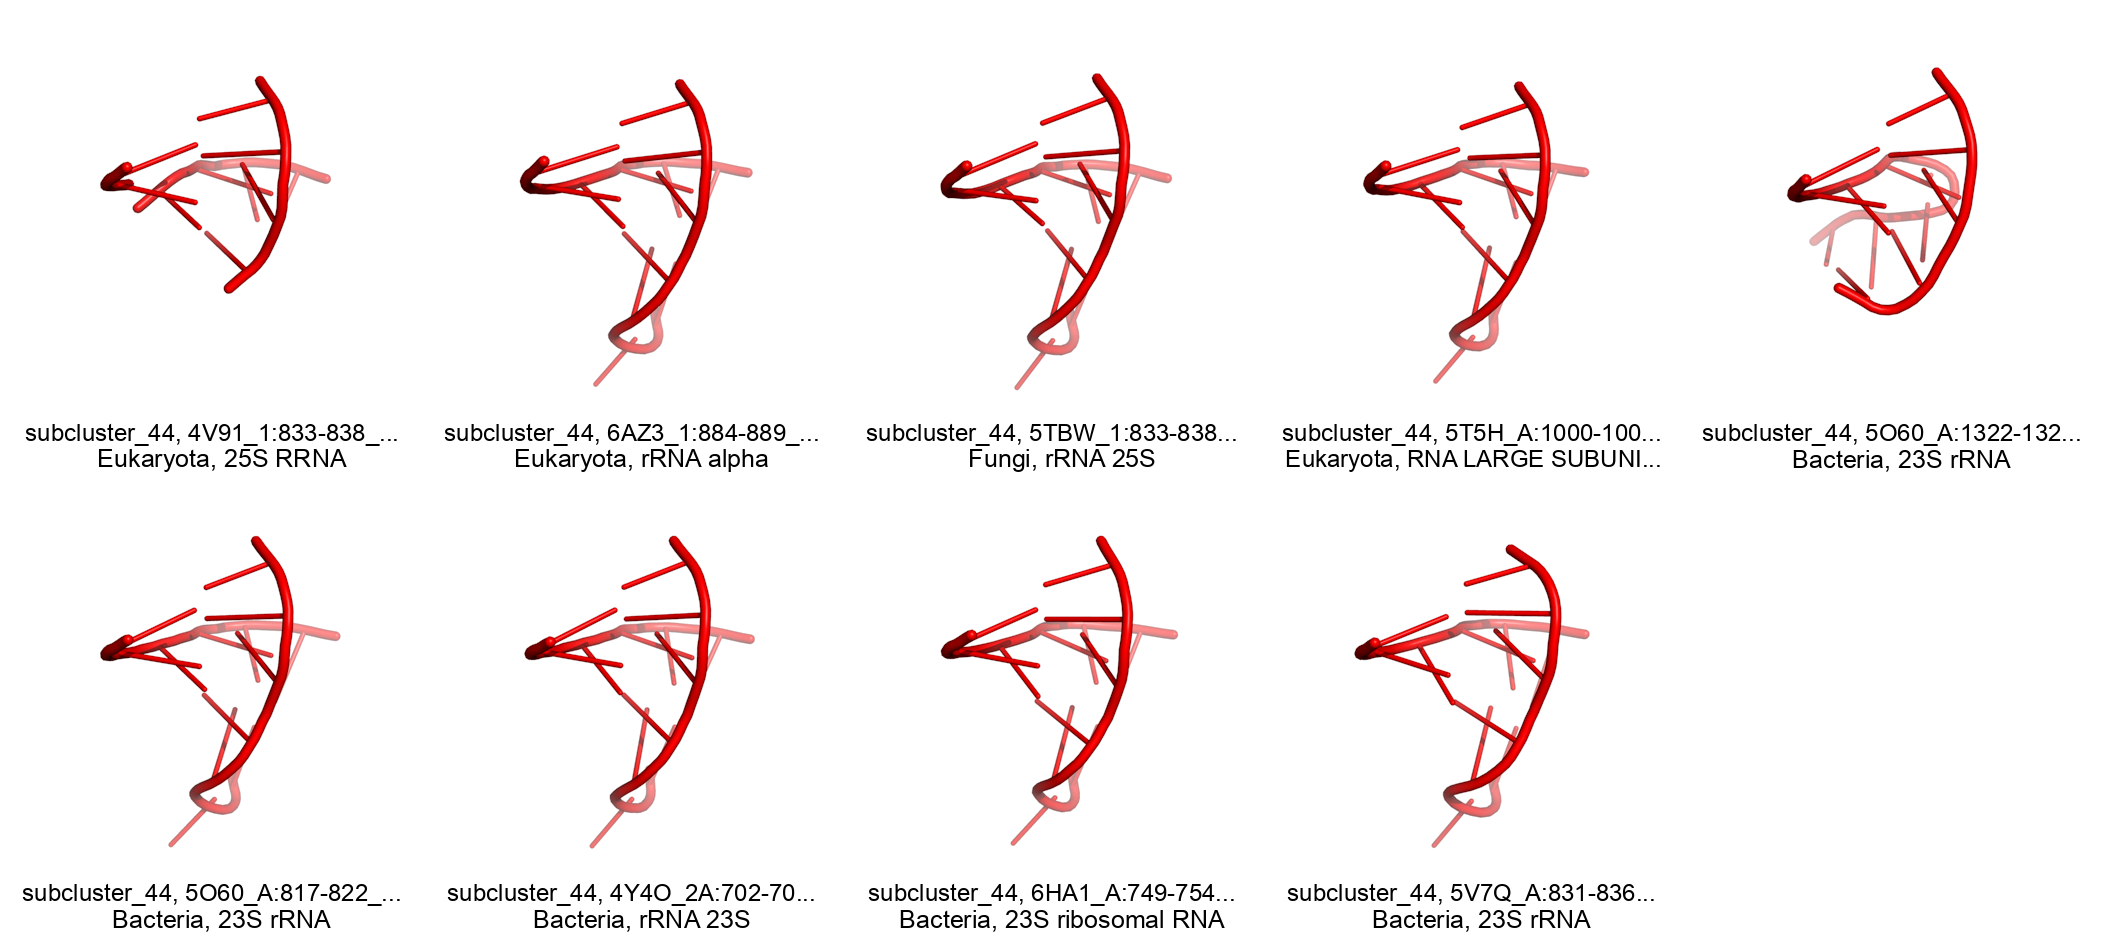 subcluster_44, 4V91_1:833-838_...
Eukaryota, 25S RRNA
subcluster_44, 6AZ3_1:884-889_...
Eukaryota, rRNA alpha
subcluster_44, 5TBW_1:833-838...
Fungi, rRNA 25S
subcluster_44, 5T5H_A:1000-100...
Eukaryota, RNA LARGE SUBUNI...
subcluster_44, 5O60_A:1322-132...
Bacteria, 23S rRNA
subcluster_44, 5O60_A:817-822_...
Bacteria, 23S rRNA
subcluster_44, 4Y4O_2A:702-70...
Bacteria, rRNA 23S
subcluster_44, 6HA1_A:749-754...
Bacteria, 23S ribosomal RNA
subcluster_44, 5V7Q_A:831-836...
Bacteria, 23S rRNA